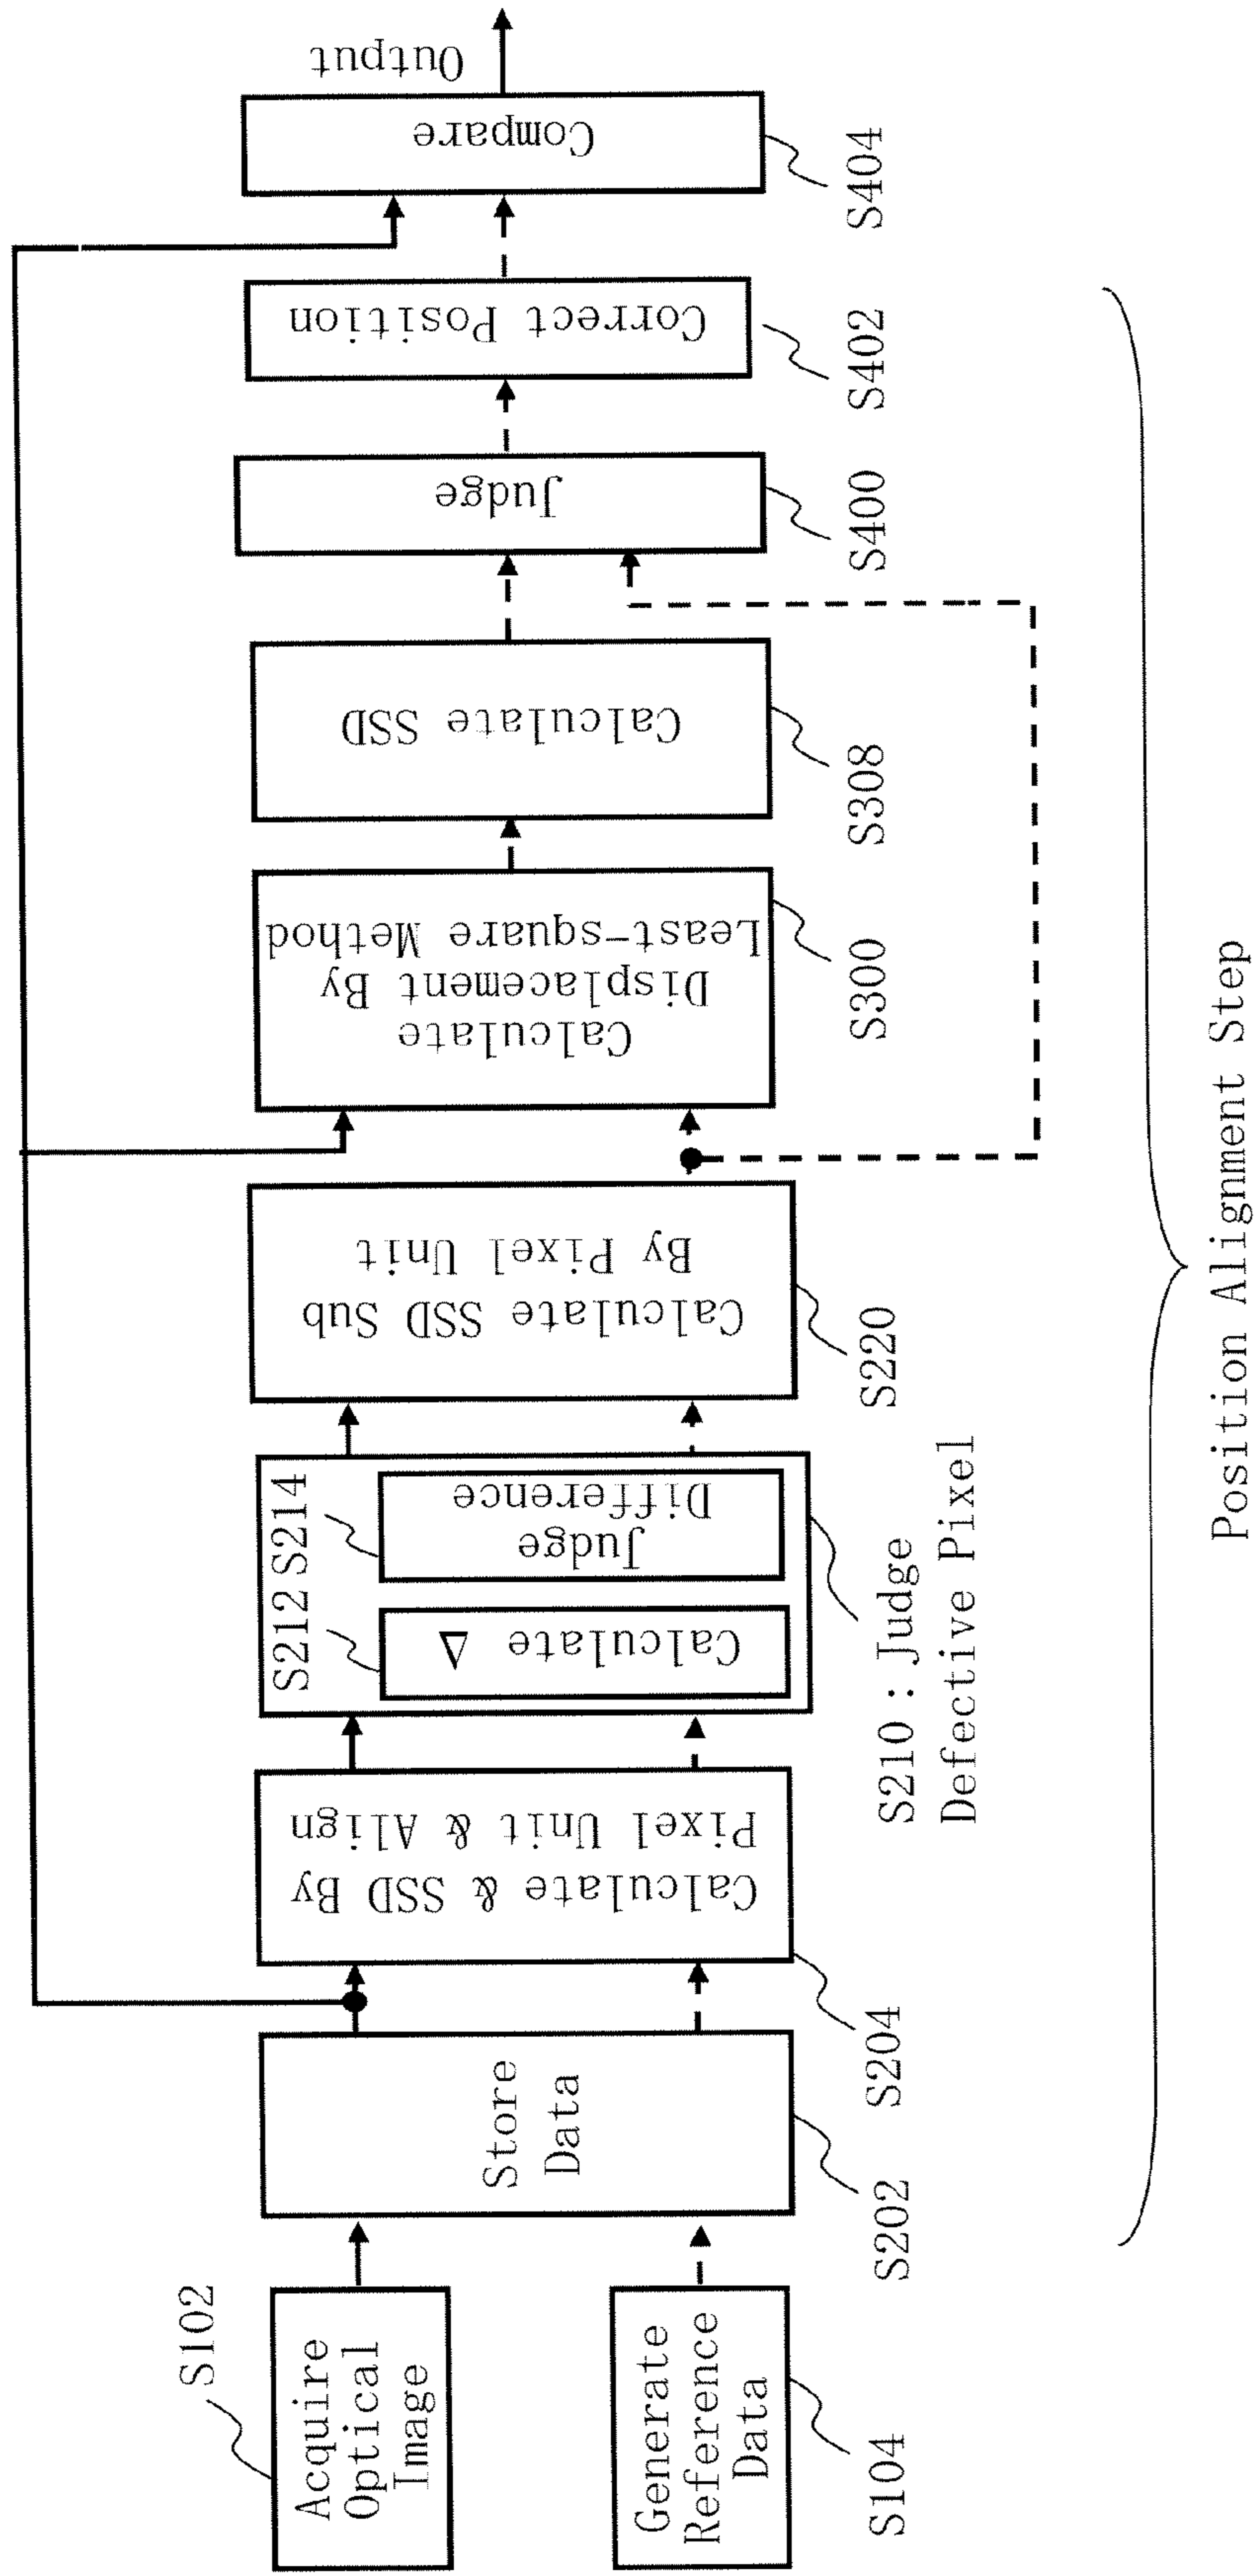 S102
Acquire
Optical
Image
Generate
Reference
Data
S104
Store
Data
S202
Calculate & SSD By
Pixel Unit & Align
S204
S212
S214
Calculate Δ
Judge
Difference
S210 : Judge
Defective Pixel
Calculate SSD Sub
By Pixel Unit
S220
Calculate
Displacement By
Least-square Method
S300
Calculate SSD
S308
Judge
S400
Correct Position
S402
Compare
S404
Output
Position Alignment Step